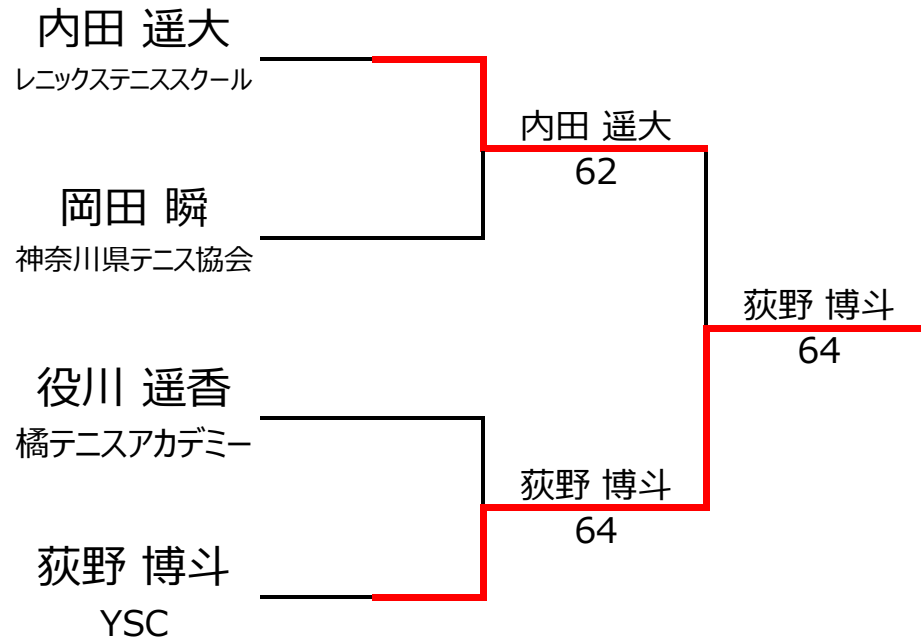 内田 遥大
レニックステニススクール
内田 遥大
62
岡田 瞬
神奈川県テニス協会
荻野 博斗
64
役川 遥香
橘テニスアカデミー
荻野 博斗
64
荻野 博斗
YSC